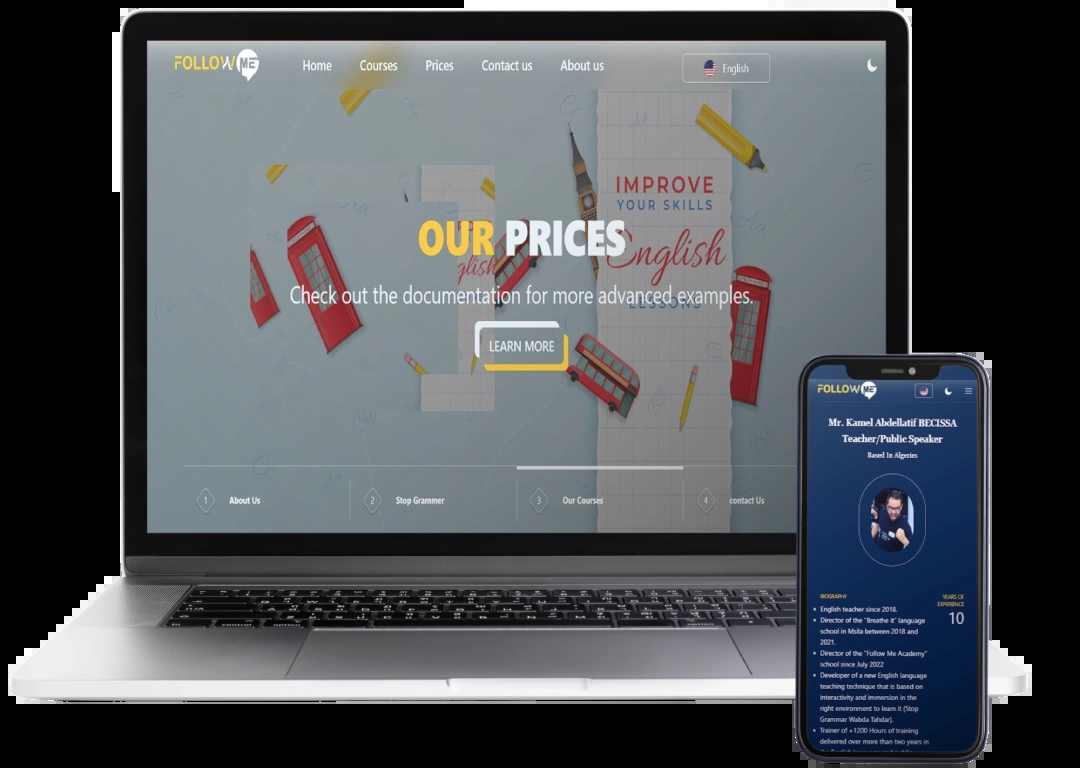 FOLLOW ME
Home Courses Prices Contact us About us
English
IMPROVE
YOUR SKILLS
English
LESSONS
glish
OUR PRICES
Check out the documentation for more advanced examples.
LEARN MORE
1 About Us
2 Stop Grammer
3 Our Courses
4 contact Us
fn control option
option
FOLLOW ME
Mr. Kamel Abdellatif BECISSA
Teacher/Public Speaker
Based In Algeries
BIOGRAPHY
YEARS OF
EXPERIENCE
10
English teacher since 2018.
Director of the "Breathe it" language
school in Msila between 2018 and
2021.
Director of the "Follow Me Academy"
school since July 2022
Developer of a new English language
teaching technique that is based on
interactivity and immersion in the
right environment to learn it (Stop
Grammar Wabda Tahdar).
Trainer of +1200 Hours of training
delivered over more than two years in